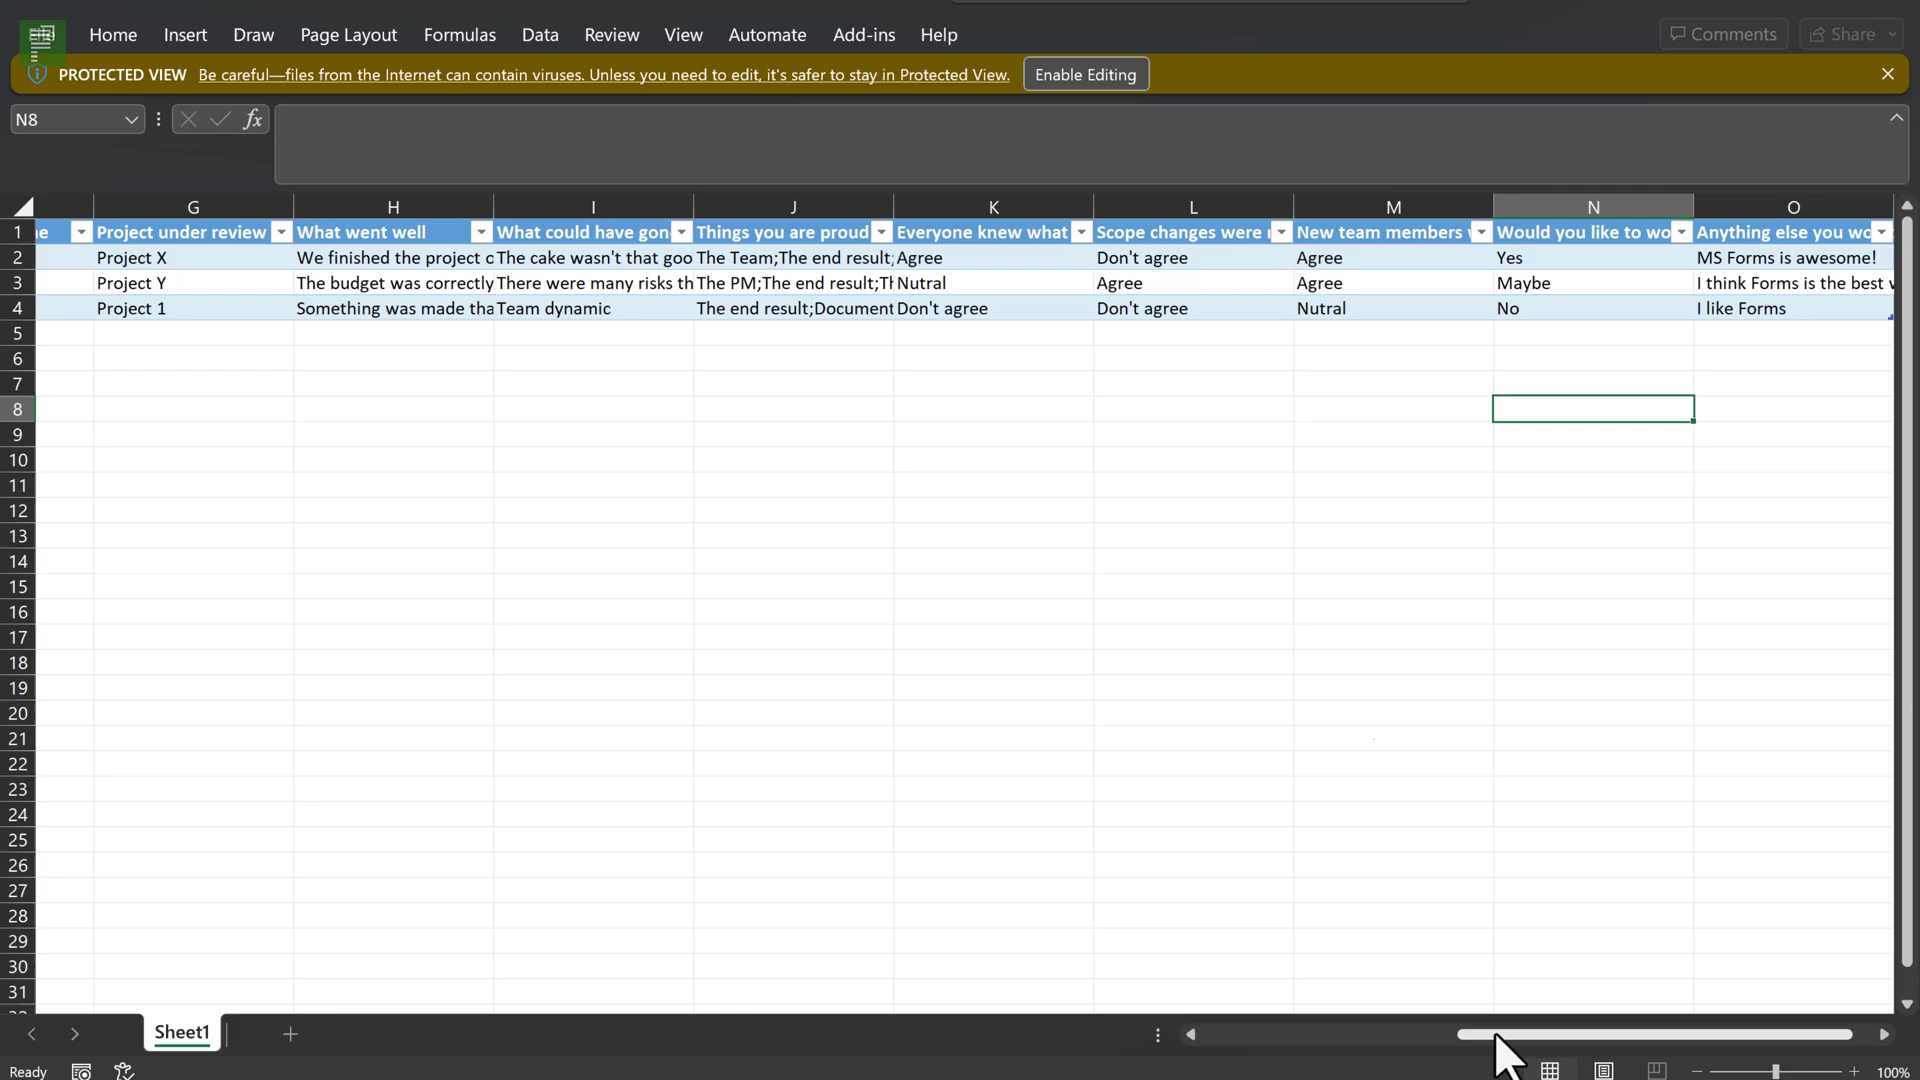 Home Insert Draw Page Layout Formulas Data Review View Automate Add-ins Help Comments Share
PROTECTED VIEW Be careful—files from the Internet can contain viruses. Unless you need to edit, it's safer to stay in Protected View. Enable Editing
N8 fx
G H I J K L M N O
1 Project under review What went well What could have gon Things you are proud Everyone knew what Scope changes were New team members Would you like to wo Anything else you wo
2 Project X We finished the project The cake wasn't that goo The Team;The end result; Agree Don't agree Agree Yes MS Forms is awesome!
3 Project Y The budget was correctly There were many risks th The PM;The end result;Th Nutral Agree Agree Maybe I think Forms is the best
4 Project 1 Something was made tha Team dynamic The end result;Document Don't agree Don't agree Nutral No I like Forms
5
6
7
8
9
10
11
12
13
14
15
16
17
18
19
20
21
22
23
24
25
26
27
28
29
30
31
Sheet1
Ready 100%